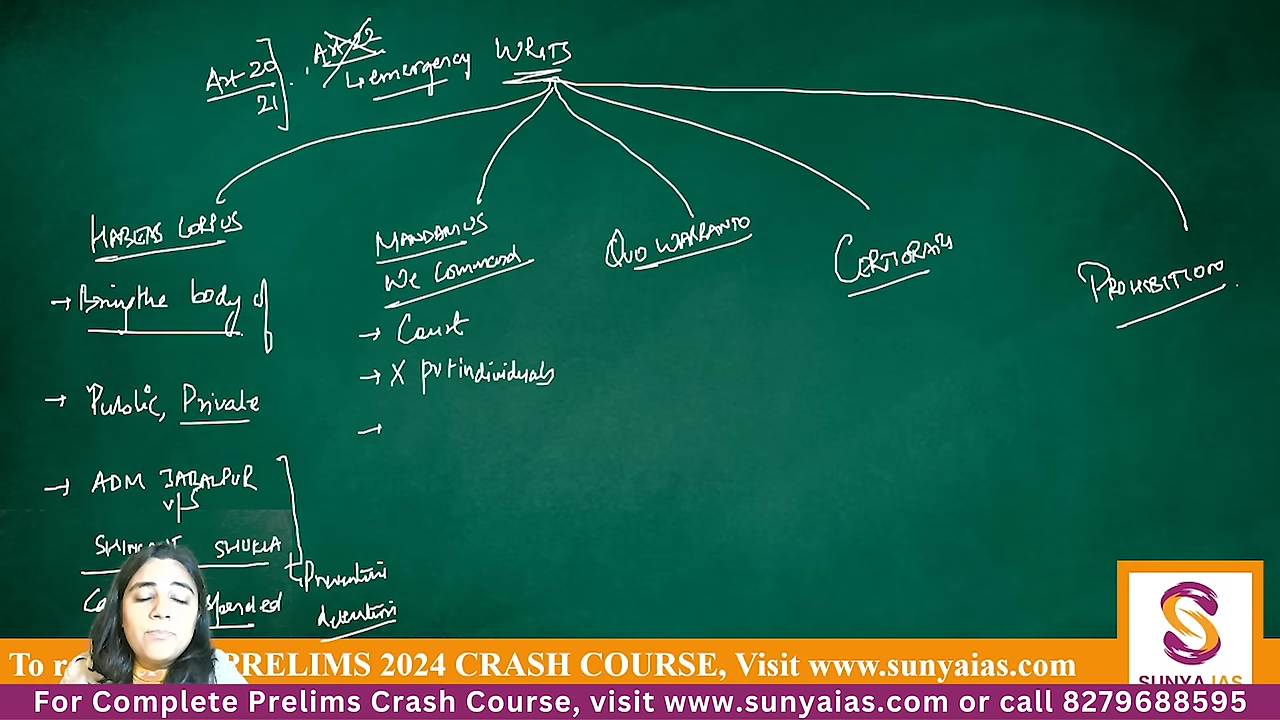 WRITS
Art 20
21
Art 22
↳ emergency
HABEAS CORPUS
→ Bring the body of
→ Public, Private
→ ADM JABALPUR
v/s
SHUKLA
↳ Preventive
detention
MANDAMUS
We Command
→ Court
→ X pvt individuals
→
QUO WARRANTO
CERTIORARI
PROHIBITION.
To PRELIMS 2024 CRASH COURSE, Visit www.sunyaias.com
SUNYA IAS
For Complete Prelims Crash Course, visit www.sunyaias.com or call 8279688595